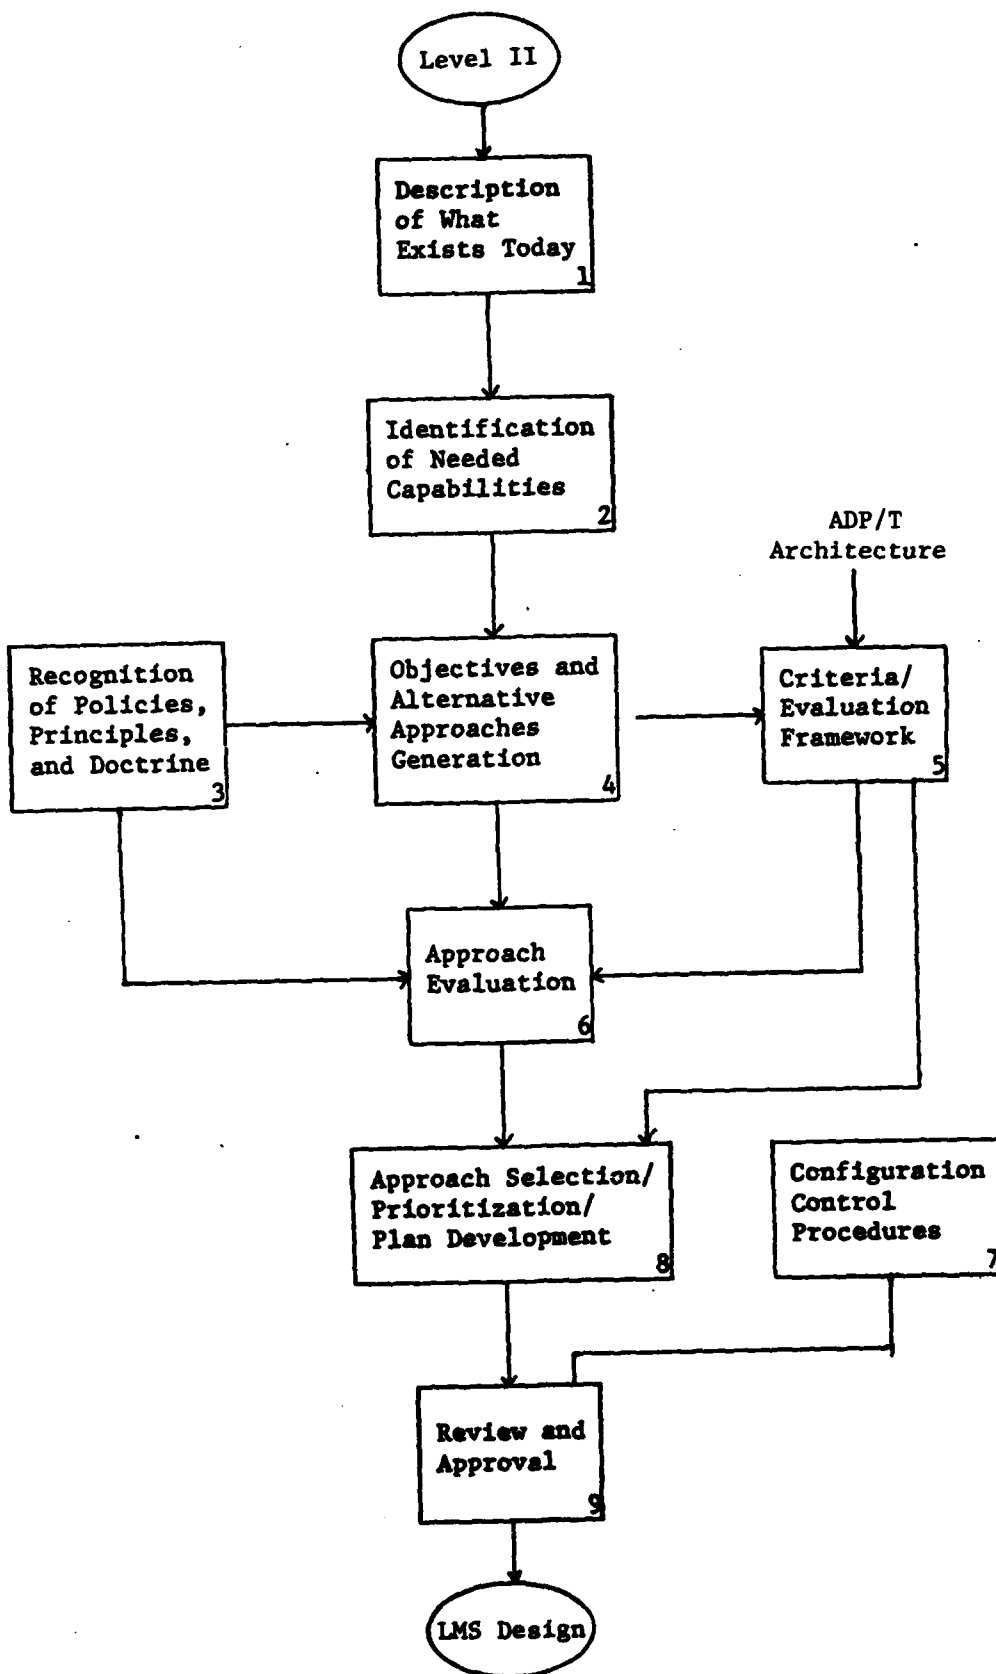 Level II
Description
of What
Exists Today
1
Identification
of Needed
Capabilities
2
ADP/T
Architecture
Recognition
of Policies,
Principles,
and Doctrine
3
Objectives and
Alternative
Approaches
Generation
4
Criteria/
Evaluation
Framework
5
Approach
Evaluation
6
Approach Selection/
Prioritization/
Plan Development
8
Configuration
Control
Procedures
7
Review and
Approval
9
LMS Design